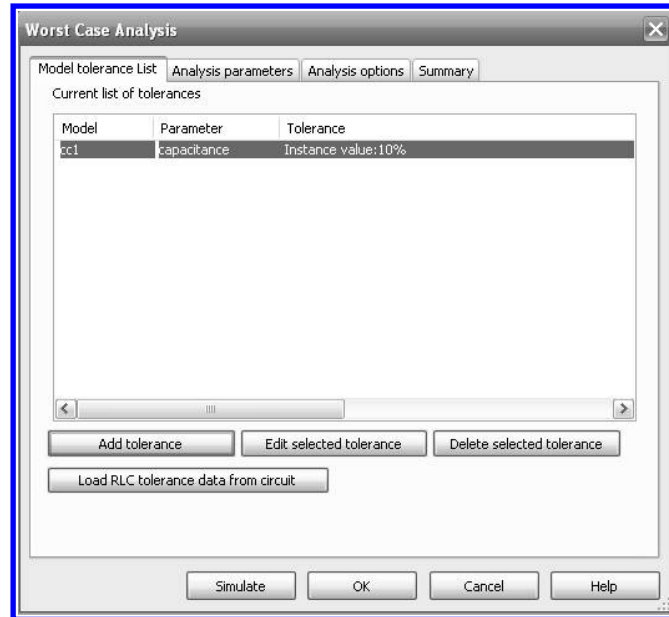 Worst Case Analysis
Model tolerance List Analysis parameters Analysis options Summary
Current list of tolerances
Model Parameter Tolerance
cc1 capacitance Instance value:10%
Add tolerance Edit selected tolerance Delete selected tolerance
Load RLC tolerance data from circuit
Simulate OK Cancel Help